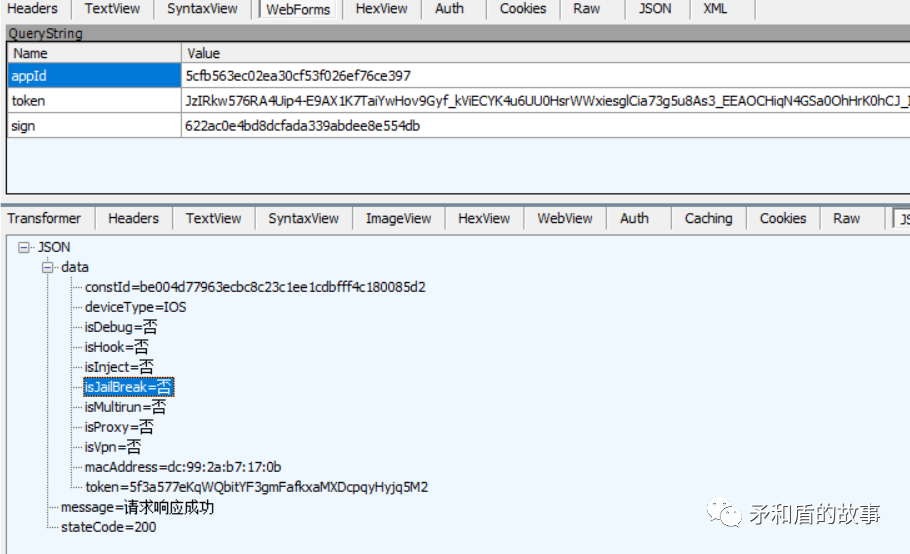 Headers TextView SyntaxView WebForms HexView Auth Cookies Raw JSON XML
QueryString
Name Value
appId 5cfb563ec02ea30cf53f026ef76ce397
token JzIRkw576RA4Uip4-E9AX1K7TaiYwHov9Gyf_kViECYK4u6UU0HsrWWxiesglCia73g5u8As3_EEAOCHiqN4GSa0OhHrK0hCJ_
sign 622ac0e4bd8dcfada339abdee8e554db
Transformer Headers TextView SyntaxView ImageView HexView WebView Auth Caching Cookies Raw JS
JSON
data
constId=be004d77963ecbc8c23c1ee1cdbfff4c180085d2
deviceType=IOS
isDebug=否
isHook=否
isInject=否
isJailBreak=否
isMultirun=否
isProxy=否
isVpn=否
macAddress=dc:99:2a:b7:17:0b
token=5f3a577eKqWQbitYF3gmFafkxaMXDcpqyHyjq5M2
message=请求响应成功
stateCode=200
矛和盾的故事